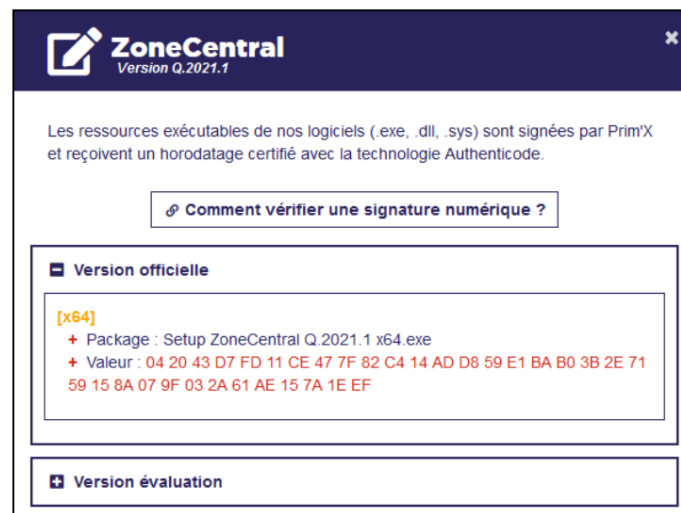 ZoneCentral
Version Q.2021.1
Les ressources exécutables de nos logiciels (.exe, .dll, .sys) sont signées par Prim'X
et reçoivent un horodatage certifié avec la technologie Authenticode.
Comment vérifier une signature numérique ?
Version officielle
[x64]
+ Package : Setup ZoneCentral Q.2021.1 x64.exe
+ Valeur : 04 20 43 D7 FD 11 CE 47 7F 82 C4 14 AD D8 59 E1 BA B0 3B 2E 71
59 15 8A 07 9F 03 2A 61 AE 15 7A 1E EF
Version évaluation